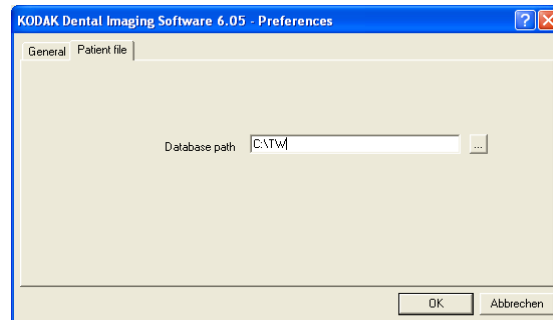 KODAK Dental Imaging Software 6.05 - Preferences
General Patient file
Database path C:\TW ...
OK Abbrechen